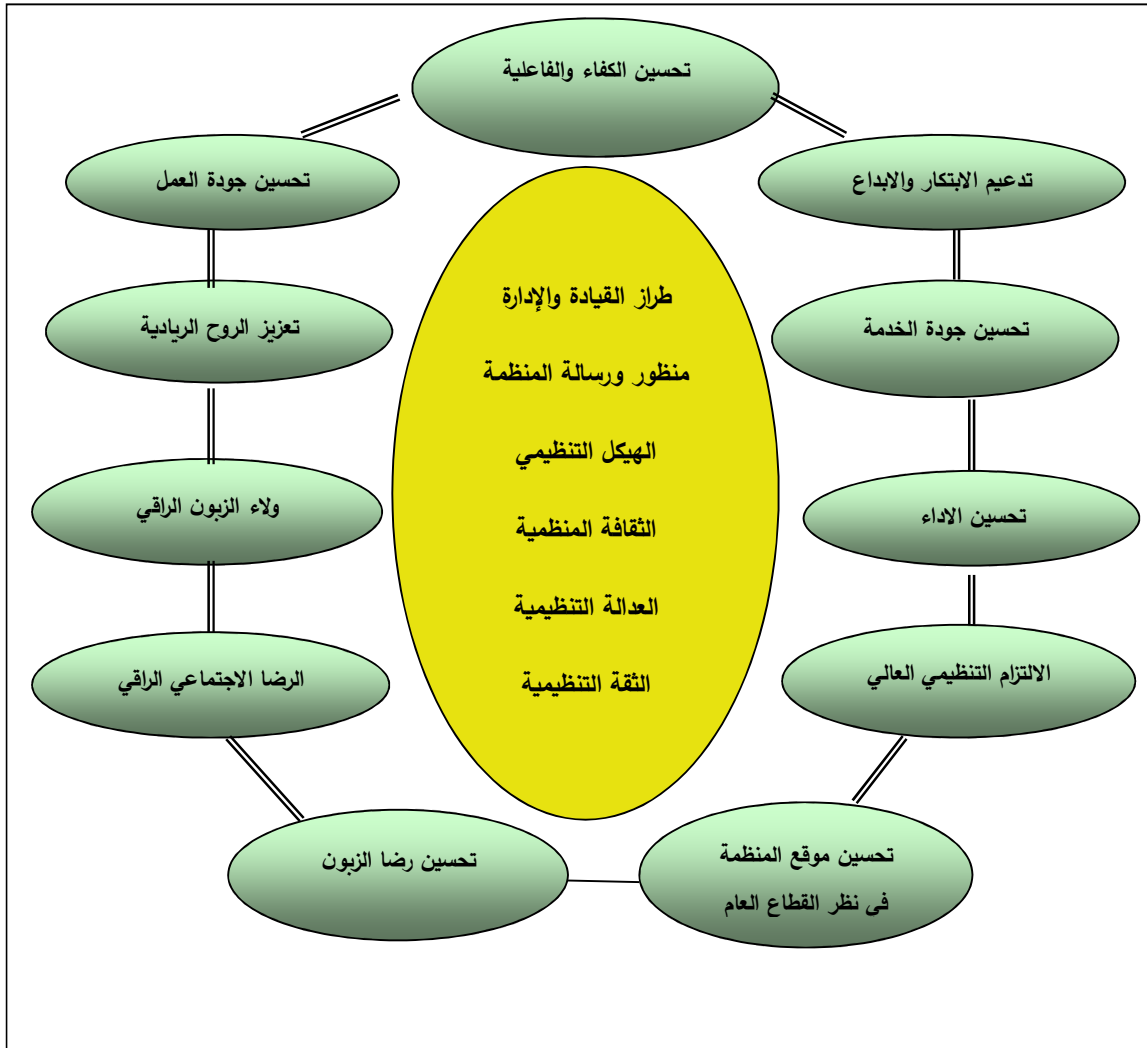 تحسين الكفاء والفاعلية
تدعيم الابتكار والابداع
تحسين جودة العمل
طراز القيادة والإدارة
منظور ورسالة المنظمة
الهيكل التنظيمي
الثقافة المنظمية
العدالة التنظيمية
الثقة التنظيمية
تحسين جودة الخدمة
تعزيز الروح الريادية
تحسين الاداء
ولاء الزبون الراقي
الالتزام التنظيمي العالي
الرضا الاجتماعي الراقي
تحسين موقع المنظمة
فى نظر القطاع العام
تحسين رضا الزبون